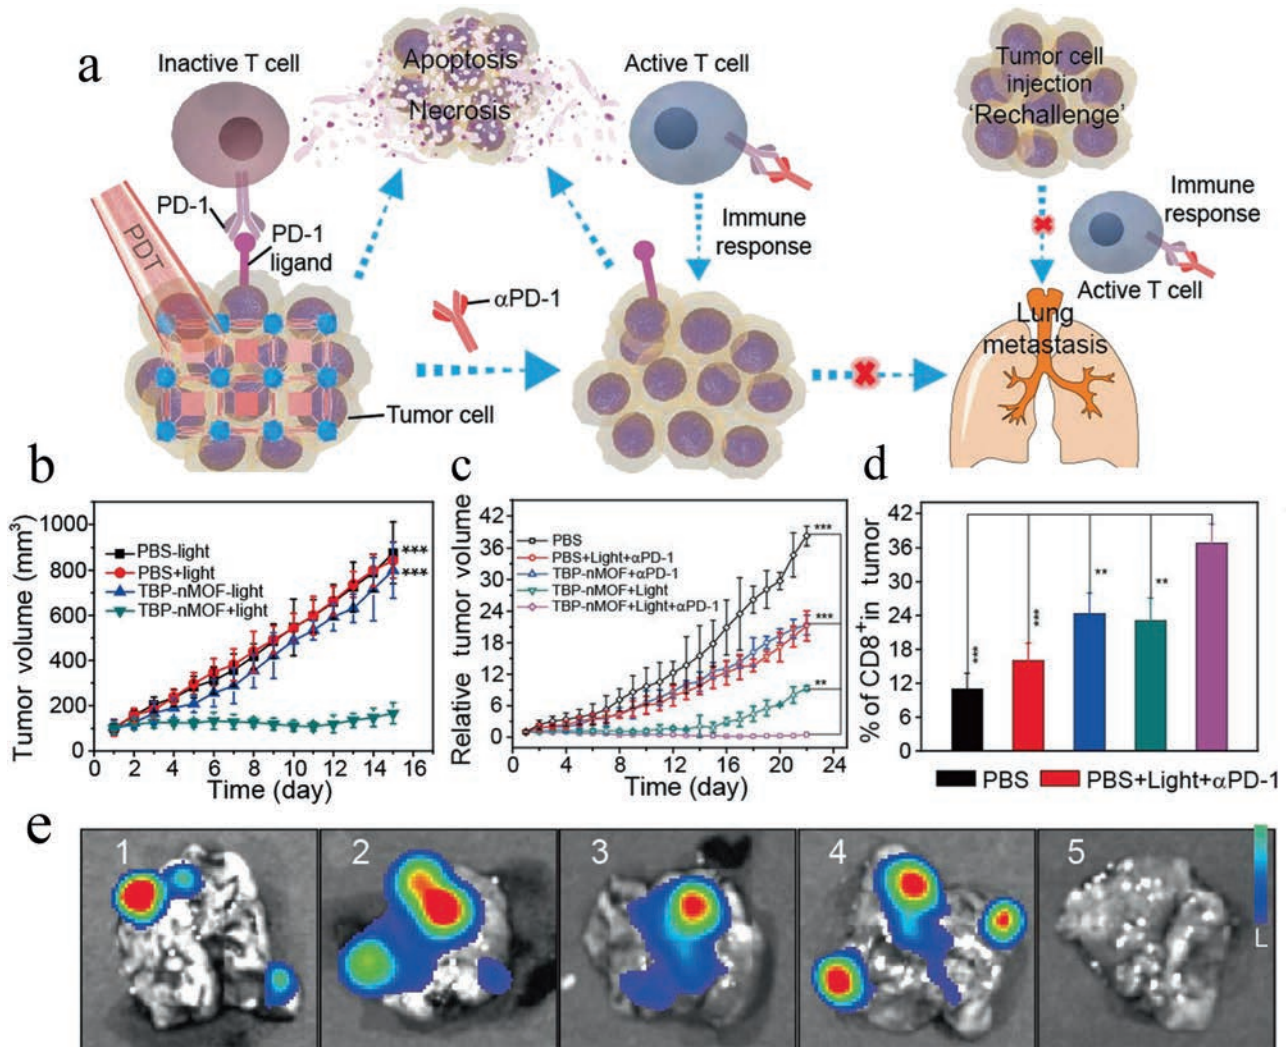 a
Inactive T cell
Apoptosis
Necrosis
Active T cell
Tumor cell
injection
'Rechallenge'
PDT
PD-1
PD-1
ligand
αPD-1
Immune
response
Immune
response
Active T cell
Lung
metastasis
Tumor cell
b
Tumor volume (mm³)
1000
800
600
400
200
0
PBS-light
PBS+light
TBP-nMOF-light
TBP-nMOF+light
***
***
0 2 4 6 8 10 12 14 16
Time (day)
c
Relative tumor volume
42
36
30
24
18
12
6
0
PBS
PBS+Light+αPD-1
TBP-nMOF+αPD-1
TBP-nMOF+Light
TBP-nMOF+Light+αPD-1
***
***
**
0 4 8 12 16 20 24
Time (day)
d
% of CD8⁺in tumor
42
36
30
24
18
12
6
0
***
***
**
**
PBS
PBS+Light+αPD-1
e
1
2
3
4
5
L